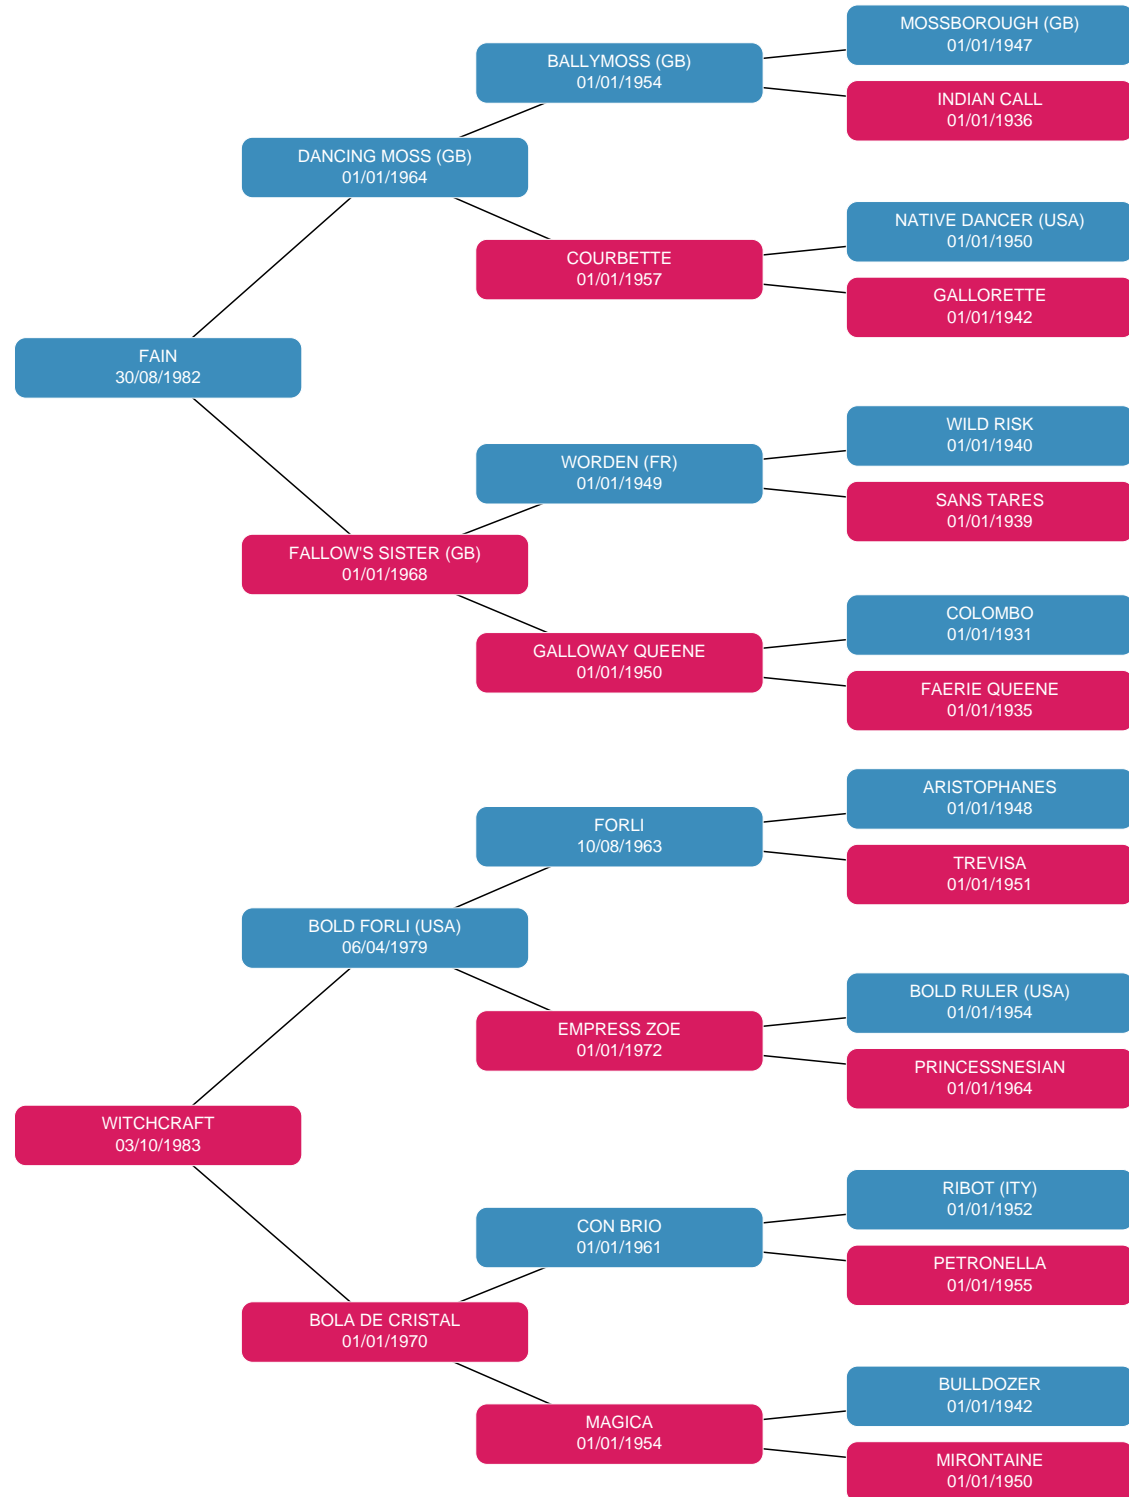 MOSSBOROUGH (GB)
01/01/1947
BALLYMOSS (GB)
01/01/1954
INDIAN CALL
01/01/1936
DANCING MOSS (GB)
01/01/1964
NATIVE DANCER (USA)
01/01/1950
COURBETTE
01/01/1957
GALLORETTE
01/01/1942
FAIN
30/08/1982
WILD RISK
01/01/1940
WORDEN (FR)
01/01/1949
SANS TARES
01/01/1939
FALLOW'S SISTER (GB)
01/01/1968
COLOMBO
01/01/1931
GALLOWAY QUEENE
01/01/1950
FAERIE QUEENE
01/01/1935
ARISTOPHANES
01/01/1948
FORLI
10/08/1963
TREVISA
01/01/1951
BOLD FORLI (USA)
06/04/1979
BOLD RULER (USA)
01/01/1954
EMPRESS ZOE
01/01/1972
PRINCESSNESIAN
01/01/1964
WITCHCRAFT
03/10/1983
RIBOT (ITY)
01/01/1952
CON BRIO
01/01/1961
PETRONELLA
01/01/1955
BOLA DE CRISTAL
01/01/1970
BULLDOZER
01/01/1942
MAGICA
01/01/1954
MIRONTAINE
01/01/1950